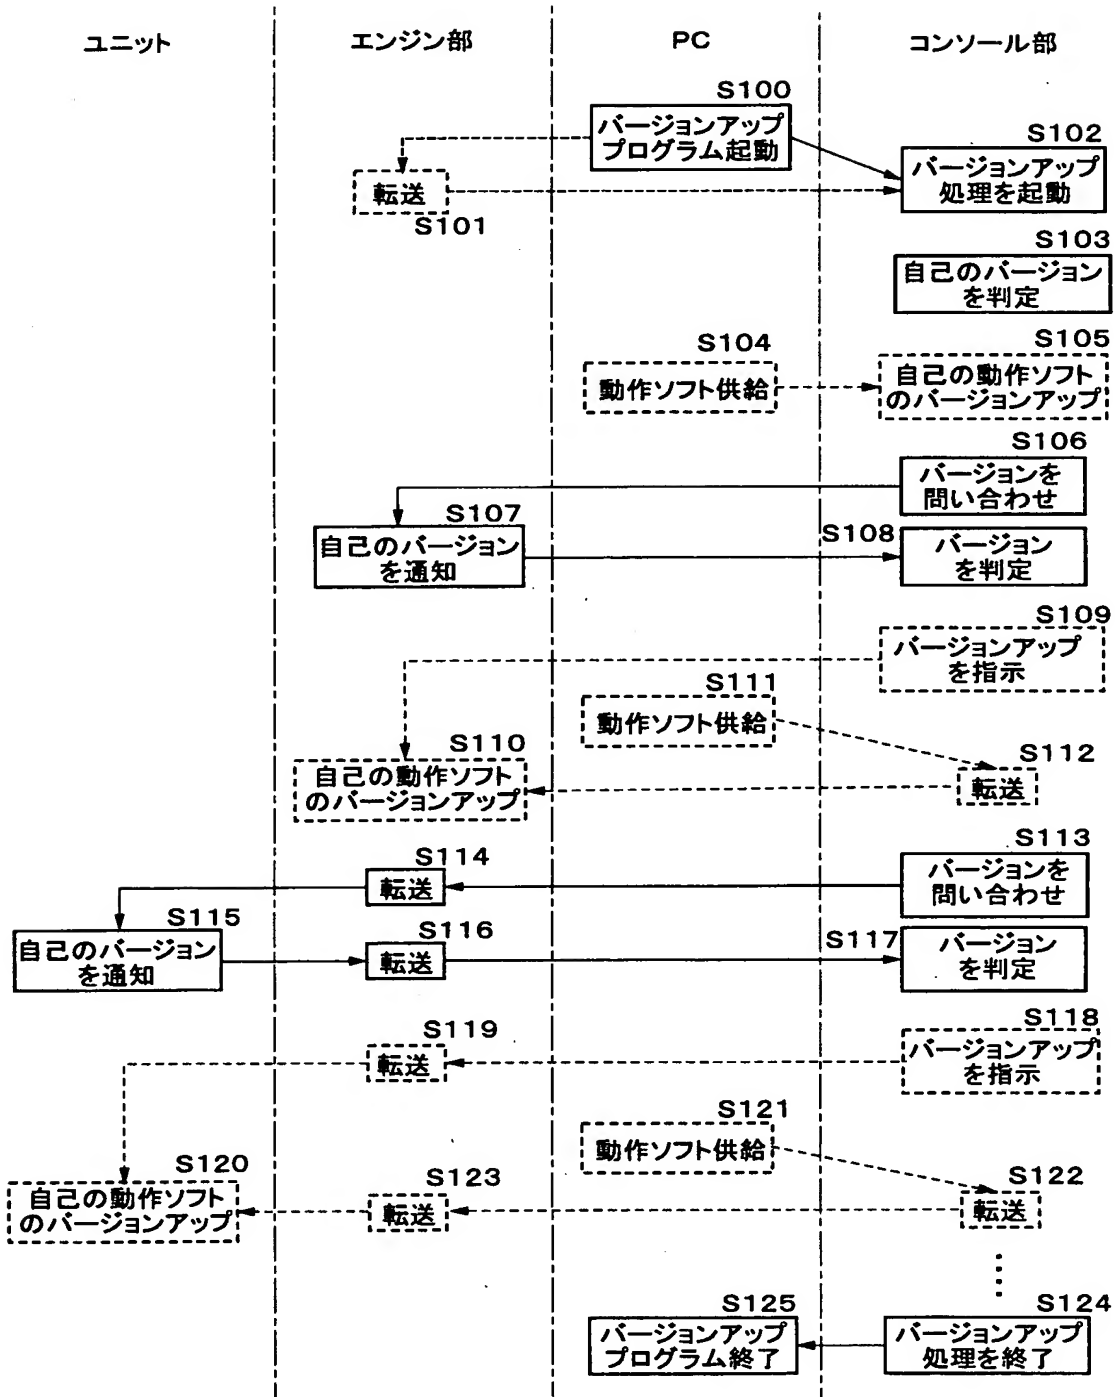 ユニット
エンジン部
PC
コンソール部
S100
バージョンアップ
プログラム起動
S102
バージョンアップ
処理を起動
転送
S101
S103
自己のバージョン
を判定
S104
動作ソフト供給
S105
自己の動作ソフト
のバージョンアップ
S106
バージョンを
問い合わせ
S107
自己のバージョン
を通知
S108
バージョン
を判定
S109
バージョンアップ
を指示
S111
動作ソフト供給
S110
自己の動作ソフト
のバージョンアップ
S112
転送
S113
バージョンを
問い合わせ
S114
転送
S115
自己のバージョン
を通知
S116
転送
S117
バージョン
を判定
S118
バージョンアップ
を指示
S119
転送
S121
動作ソフト供給
S120
自己の動作ソフト
のバージョンアップ
S123
転送
S122
転送
S125
バージョンアップ
プログラム終了
S124
バージョンアップ
処理を終了